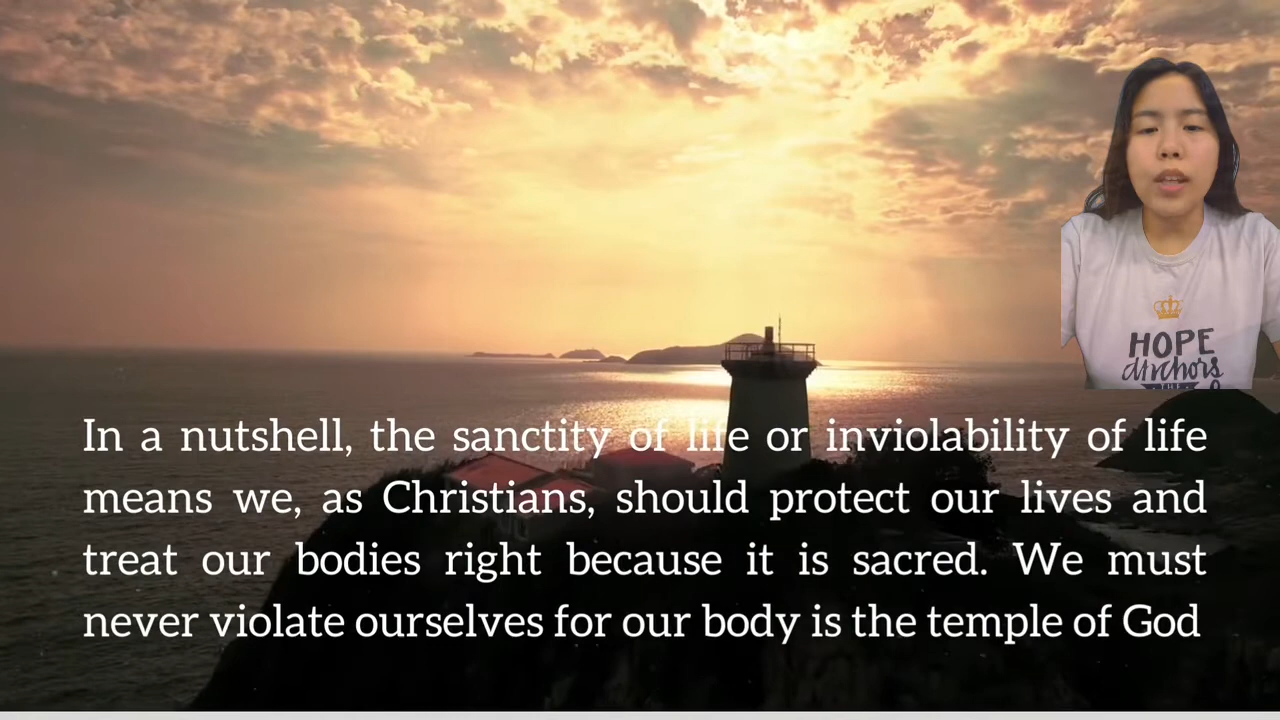 HOPE
anchors
THE
In a nutshell, the sanctity of life or inviolability of life
means we, as Christians, should protect our lives and
treat our bodies right because it is sacred. We must
never violate ourselves for our body is the temple of God